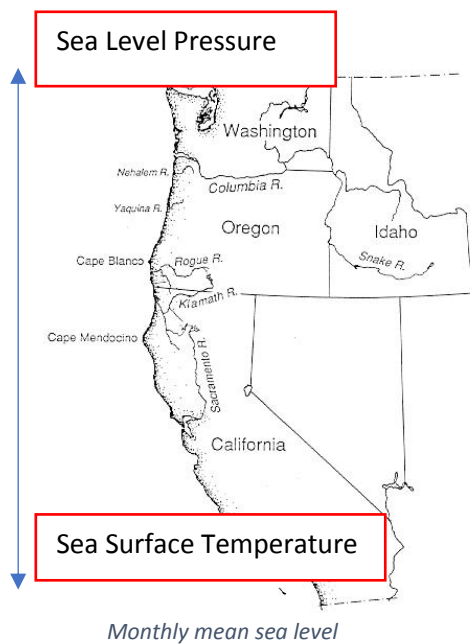 Sea Level Pressure
Washington
Nehalem R.
Columbia R.
Yaquina R.
Oregon
Idaho
Cape Blanco
Rogue R.
Snake R.
Klamath R.
Cape Mendocino
Sacramento R.
California
Sea Surface Temperature
Monthly mean sea level